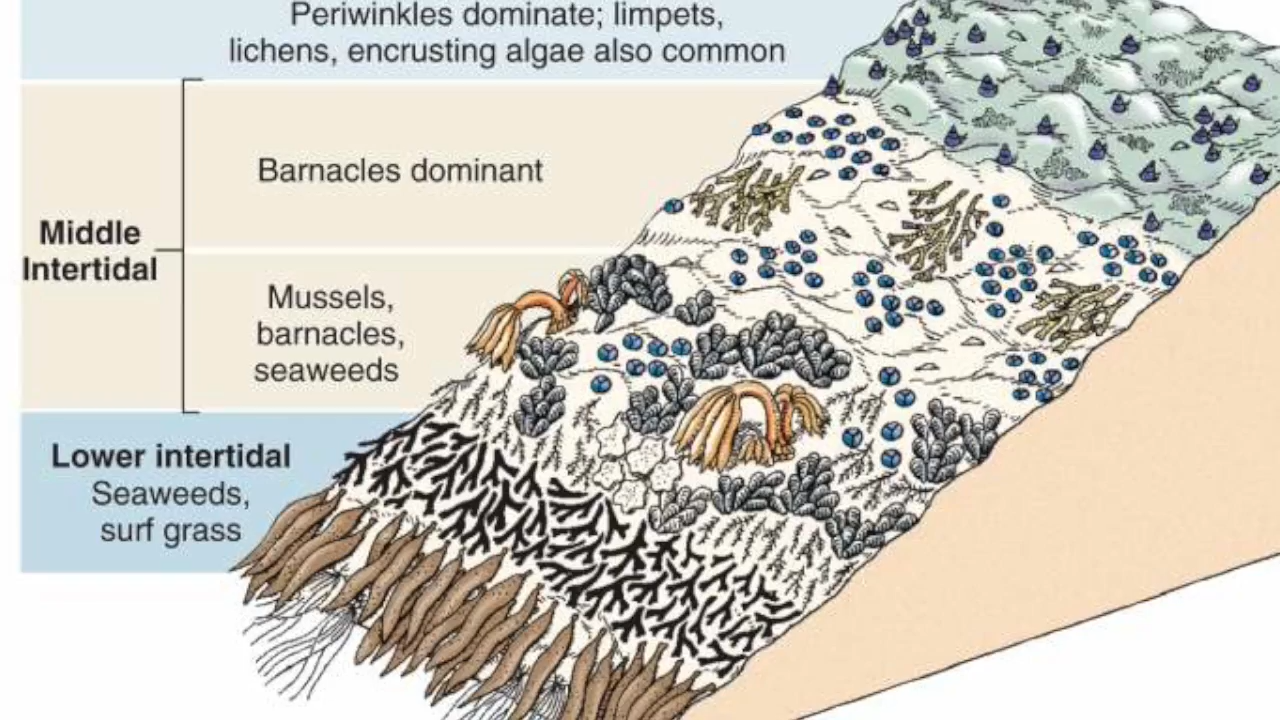 Periwinkles dominate; limpets,
lichens, encrusting algae also common
Barnacles dominant
Middle
Intertidal
Mussels,
barnacles,
seaweeds
Lower intertidal
Seaweeds,
surf grass